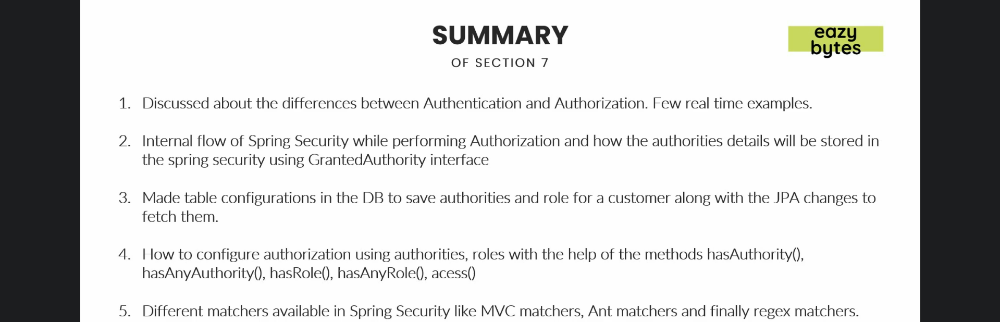 SUMMARY
eazy
bytes
OF SECTION 7
1. Discussed about the differences between Authentication and Authorization. Few real time examples.
2. Internal flow of Spring Security while performing Authorization and how the authorities details will be stored in
the spring security using GrantedAuthority interface
3. Made table configurations in the DB to save authorities and role for a customer along with the JPA changes to
fetch them.
4. How to configure authorization using authorities, roles with the help of the methods hasAuthority(),
hasAnyAuthority(), hasRole(), hasAnyRole(), acess()
5. Different matchers available in Spring Security like MVC matchers, Ant matchers and finally regex matchers.